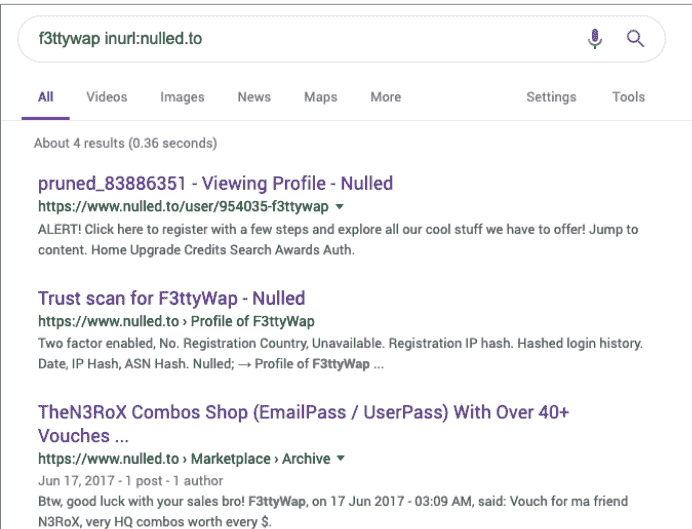 f3ttywap inurl:nulled.to
All Videos Images News Maps More Settings Tools
About 4 results (0.36 seconds)
pruned_83886351 - Viewing Profile - Nulled
https://www.nulled.to/user/954035-f3ttywap
ALERT! Click here to register with a few steps and explore all our cool stuff we have to offer! Jump to
content. Home Upgrade Credits Search Awards Auth.
Trust scan for F3ttyWap - Nulled
https://www.nulled.to › Profile of F3ttyWap
Two factor enabled, No. Registration Country, Unavailable. Registration IP hash. Hashed login history.
Date, IP Hash, ASN Hash. Nulled; → Profile of F3ttyWap ...
TheN3RoX Combos Shop (EmailPass / UserPass) With Over 40+
Vouches ...
https://www.nulled.to › Marketplace › Archive
Jun 17, 2017 - 1 post - 1 author
Btw, good luck with your sales bro! F3ttyWap, on 17 Jun 2017 - 03:09 AM, said: Vouch for ma friend
N3RoX, very HQ combos worth every $.